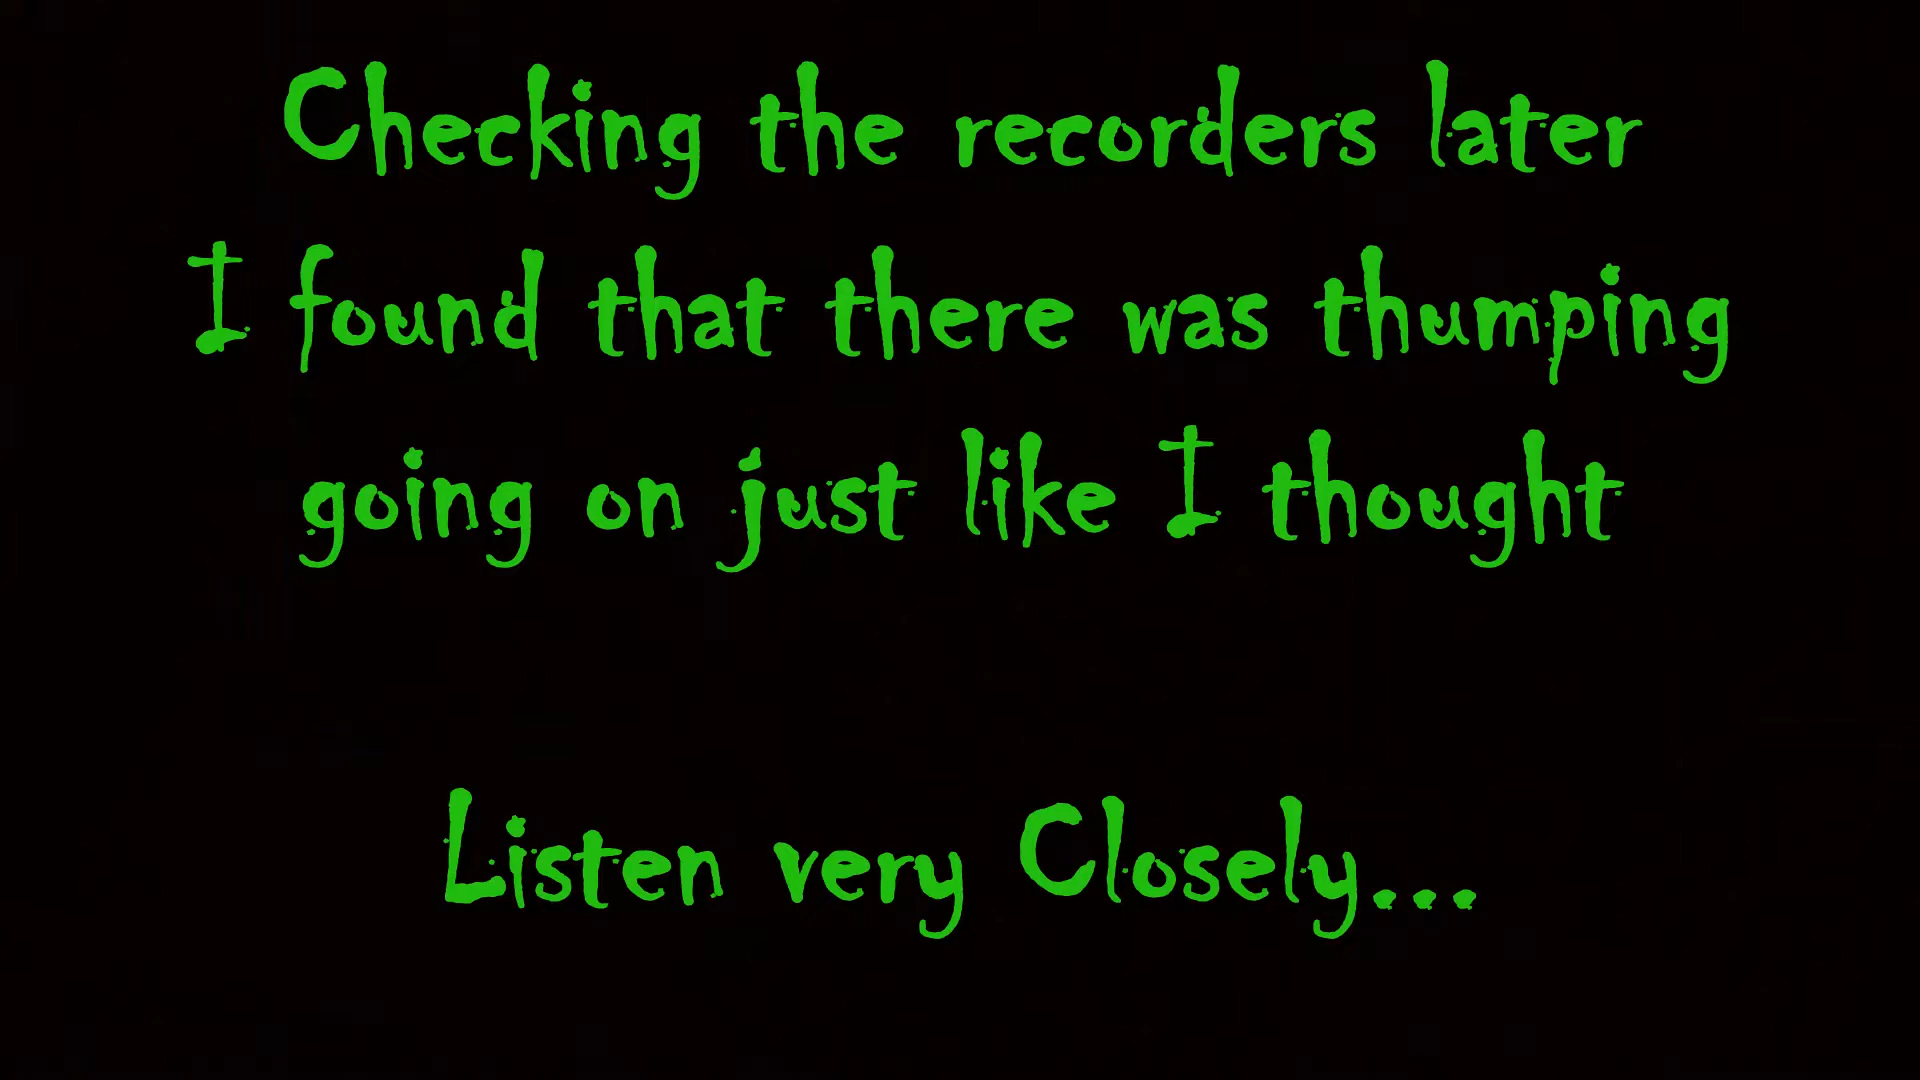 Checking the recorders later
I found that there was thumping
going on just like I thought
Listen very Closely...